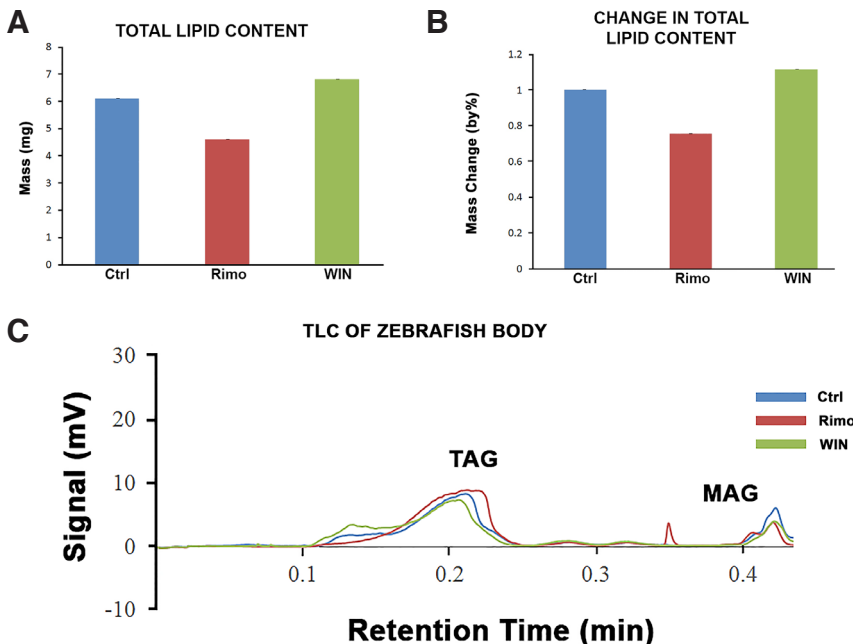 A
TOTAL LIPID CONTENT
8
7
6
5
4
3
2
1
0
Mass (mg)
Ctrl
Rimo
WIN
B
CHANGE IN TOTAL
LIPID CONTENT
1.2
1
0.8
0.6
0.4
0.2
0
Mass Change (by%)
Ctrl
Rimo
WIN
C
TLC OF ZEBRAFISH BODY
30
20
10
0
-10
Signal (mV)
TAG
MAG
Ctrl
Rimo
WIN
0.1
0.2
0.3
0.4
Retention Time (min)